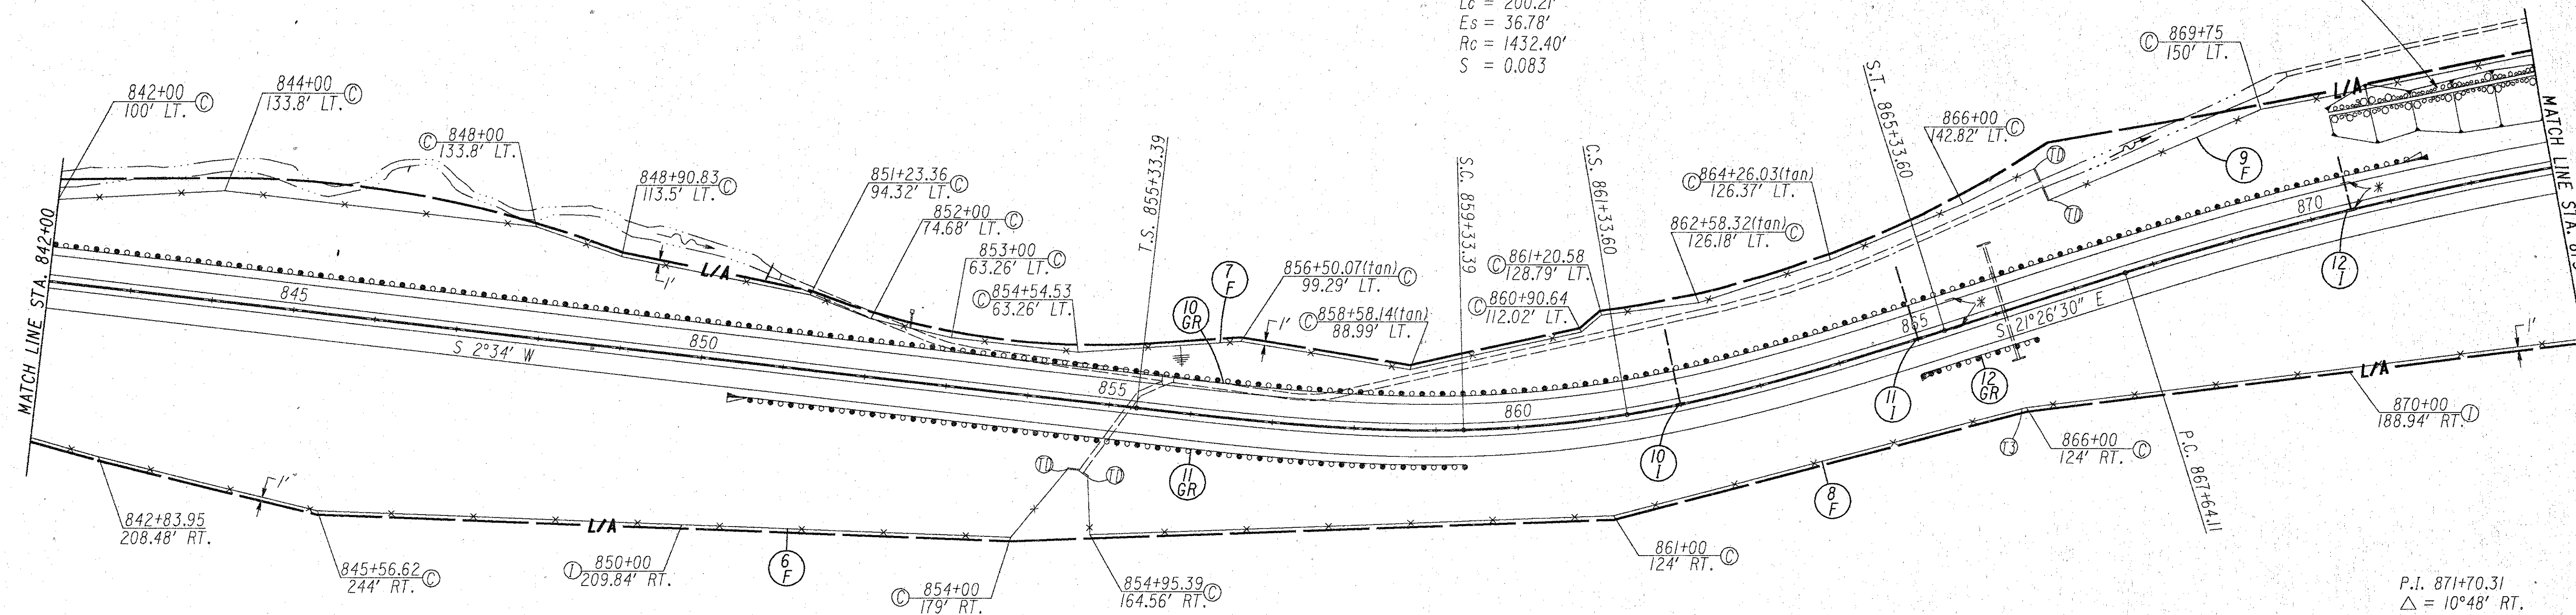 Lc = 200.21'
Es = 36.78'
Rc = 1432.40'
S = 0.083
C 869+75
150' LT.
842+00 C
100' LT.
844+00 C
133.8' LT.
C 848+00
133.8' LT.
848+90.83 C
113.5' LT.
851+23.36 C
94.32' LT.
852+00 C
74.68' LT.
853+00 C
63.26' LT.
C 854+54.53
63.26' LT.
T.S. 855+33.39
7
F
10
GR
856+50.07(tan) C
99.29' LT.
1'
C 858+58.14(tan)
88.99' LT.
S.C. 859+33.39
C 861+20.58
128.79' LT.
C 860+90.64
112.02' LT.
C.S. 861+33.60
C 864+26.03(tan)
126.37' LT.
862+58.32(tan) C
126.18' LT.
S.T. 865+33.60
866+00 C
142.82' LT.
TD
TD
9
F
L/A
MATCH LINE STA.
MATCH LINE STA. 842+00
L/A
1'
845
850
855
860
865
870
S 2°34' W
S 21°26'30" E
*
*
12
I
11
I
10
I
12
GR
11
GR
TD
TD
1'
L/A
P.C. 867+64.11
870+00 I
188.94' RT.
T3
866+00 C
124' RT.
8
F
861+00 C
124' RT.
1'
842+83.95
208.48' RT.
845+56.62 C
244' RT.
L/A
I 850+00
209.84' RT.
6
F
C 854+00
179' RT.
854+95.39 C
164.56' RT.
P.I. 871+70.31
△ = 10°48' RT.